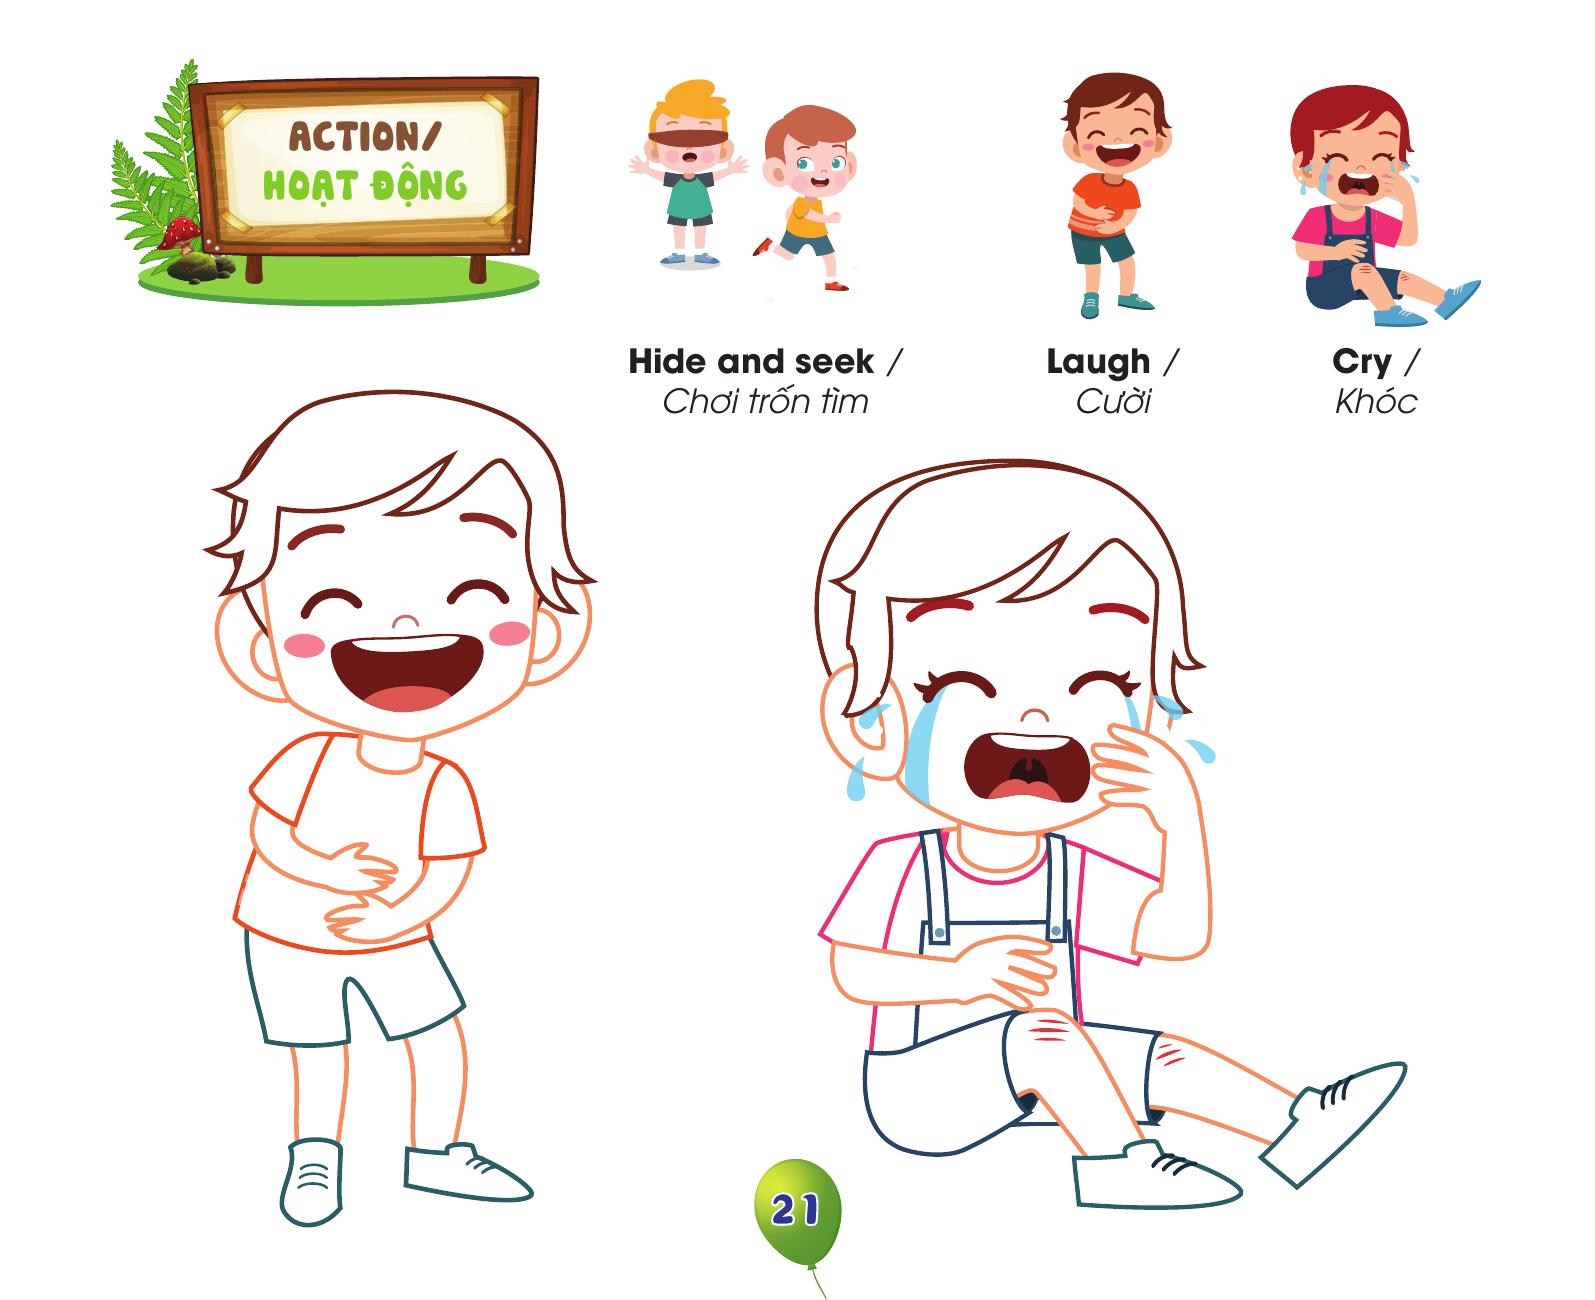 ACTION/
HOẠT ĐỘNG
Hide and seek /
Chơi trốn tìm
Laugh /
Cười
Cry /
Khóc
21